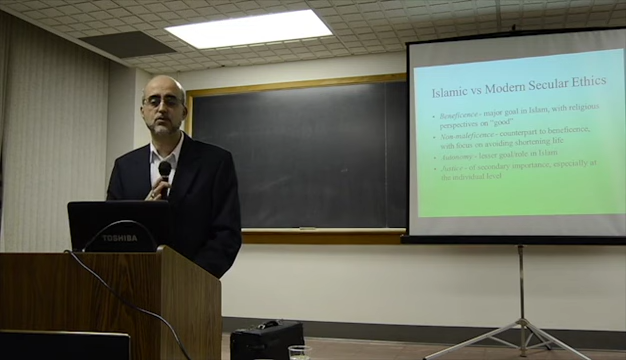 Islamic vs Modern Secular Ethics
• Beneficence - major goal in Islam, with religious
perspectives on "good"
• Non-maleficence - counterpart to beneficence,
with focus on avoiding shortening life
• Autonomy - lesser goal/role in Islam
• Justice - of secondary importance, especially at
the individual level
TOSHIBA